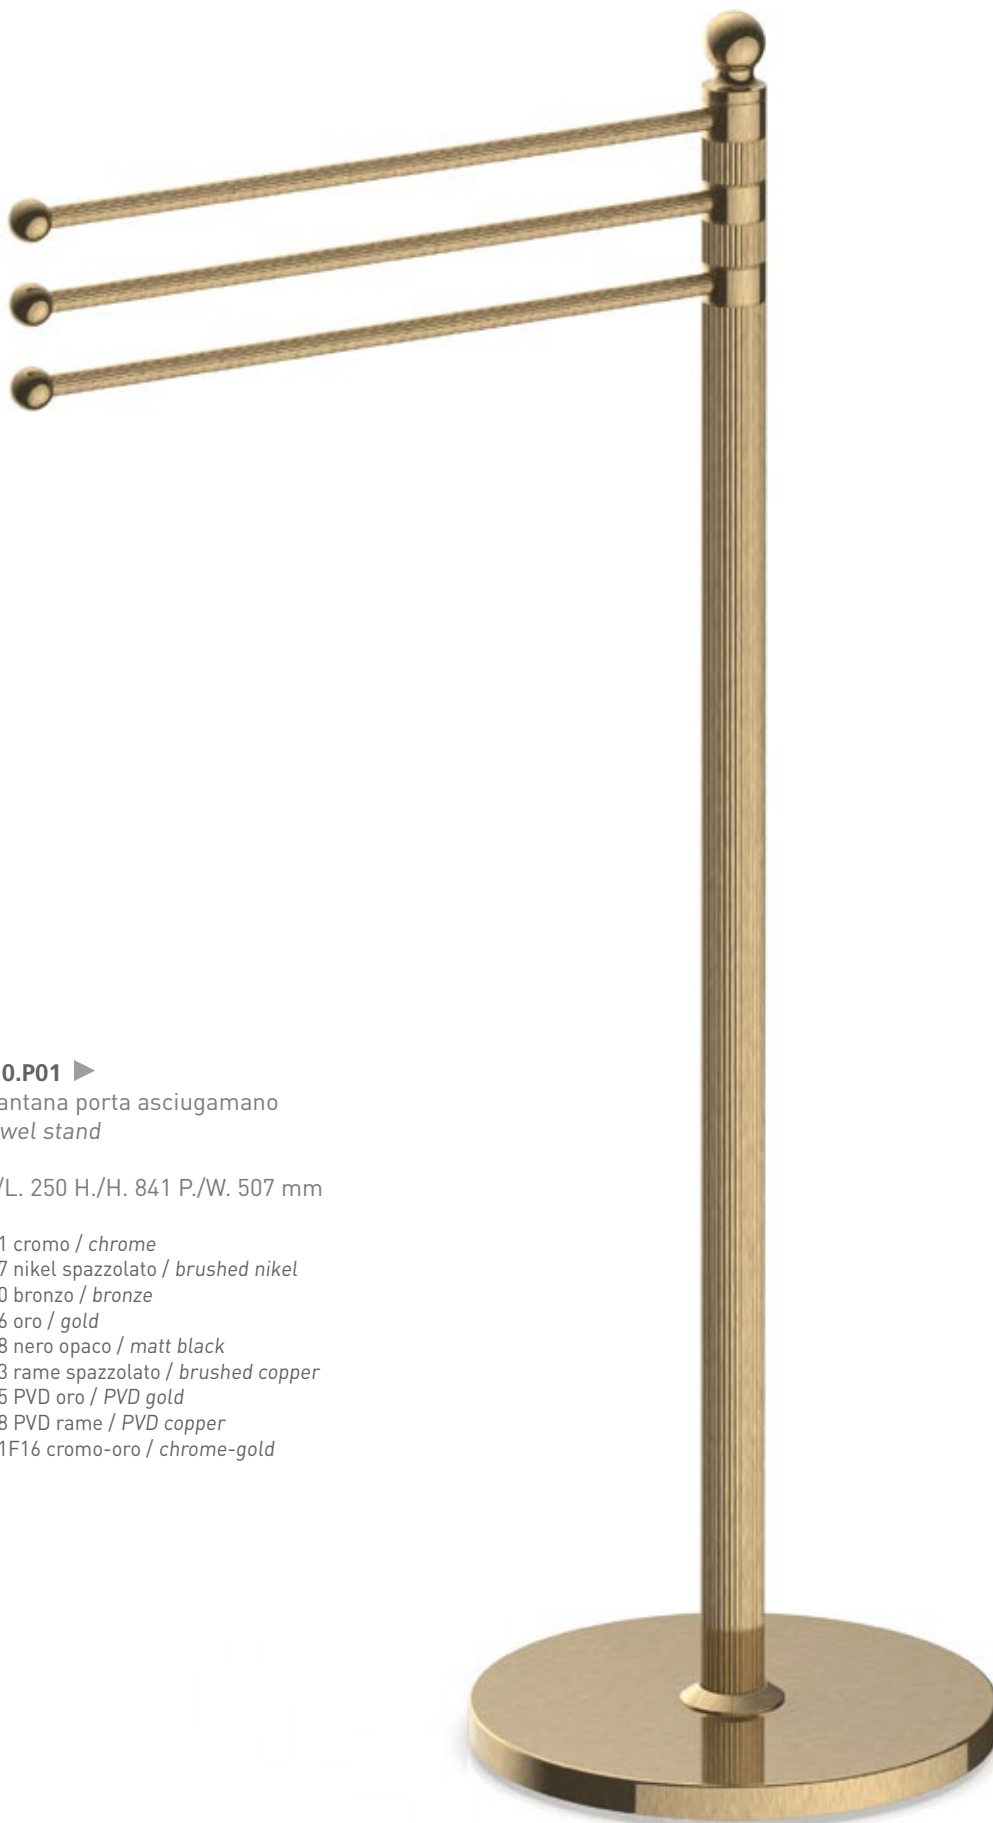 0.P01
antana porta asciugamano
wel stand
/L. 250 H./H. 841 P./W. 507 mm
1 cromo / chrome
7 nikel spazzolato / brushed nikel
0 bronzo / bronze
6 oro / gold
8 nero opaco / matt black
3 rame spazzolato / brushed copper
5 PVD oro / PVD gold
8 PVD rame / PVD copper
1F16 cromo-oro / chrome-gold